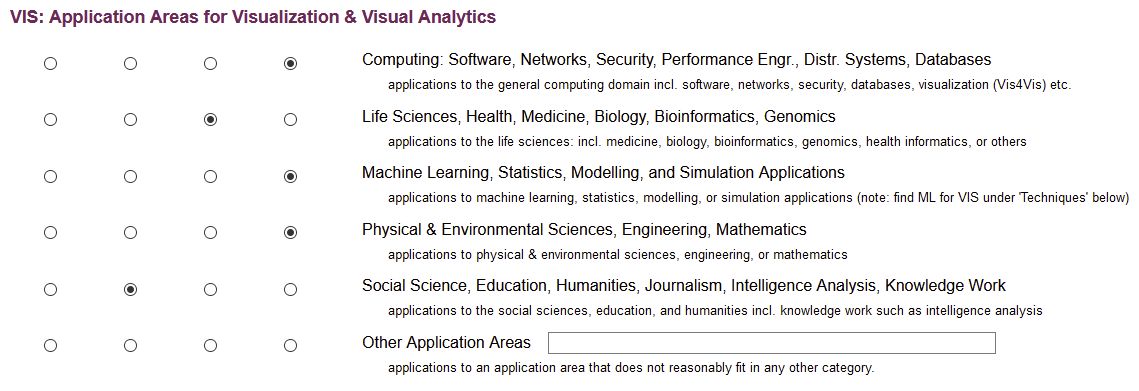 VIS: Application Areas for Visualization & Visual Analytics
Computing: Software, Networks, Security, Performance Engr., Distr. Systems, Databases
applications to the general computing domain incl. software, networks, security, databases, visualization (Vis4Vis) etc.
Life Sciences, Health, Medicine, Biology, Bioinformatics, Genomics
applications to the life sciences: incl. medicine, biology, bioinformatics, genomics, health informatics, or others
Machine Learning, Statistics, Modelling, and Simulation Applications
applications to machine learning, statistics, modelling, or simulation applications (note: find ML for VIS under 'Techniques' below)
Physical & Environmental Sciences, Engineering, Mathematics
applications to physical & environmental sciences, engineering, or mathematics
Social Science, Education, Humanities, Journalism, Intelligence Analysis, Knowledge Work
applications to the social sciences, education, and humanities incl. knowledge work such as intelligence analysis
Other Application Areas
applications to an application area that does not reasonably fit in any other category.